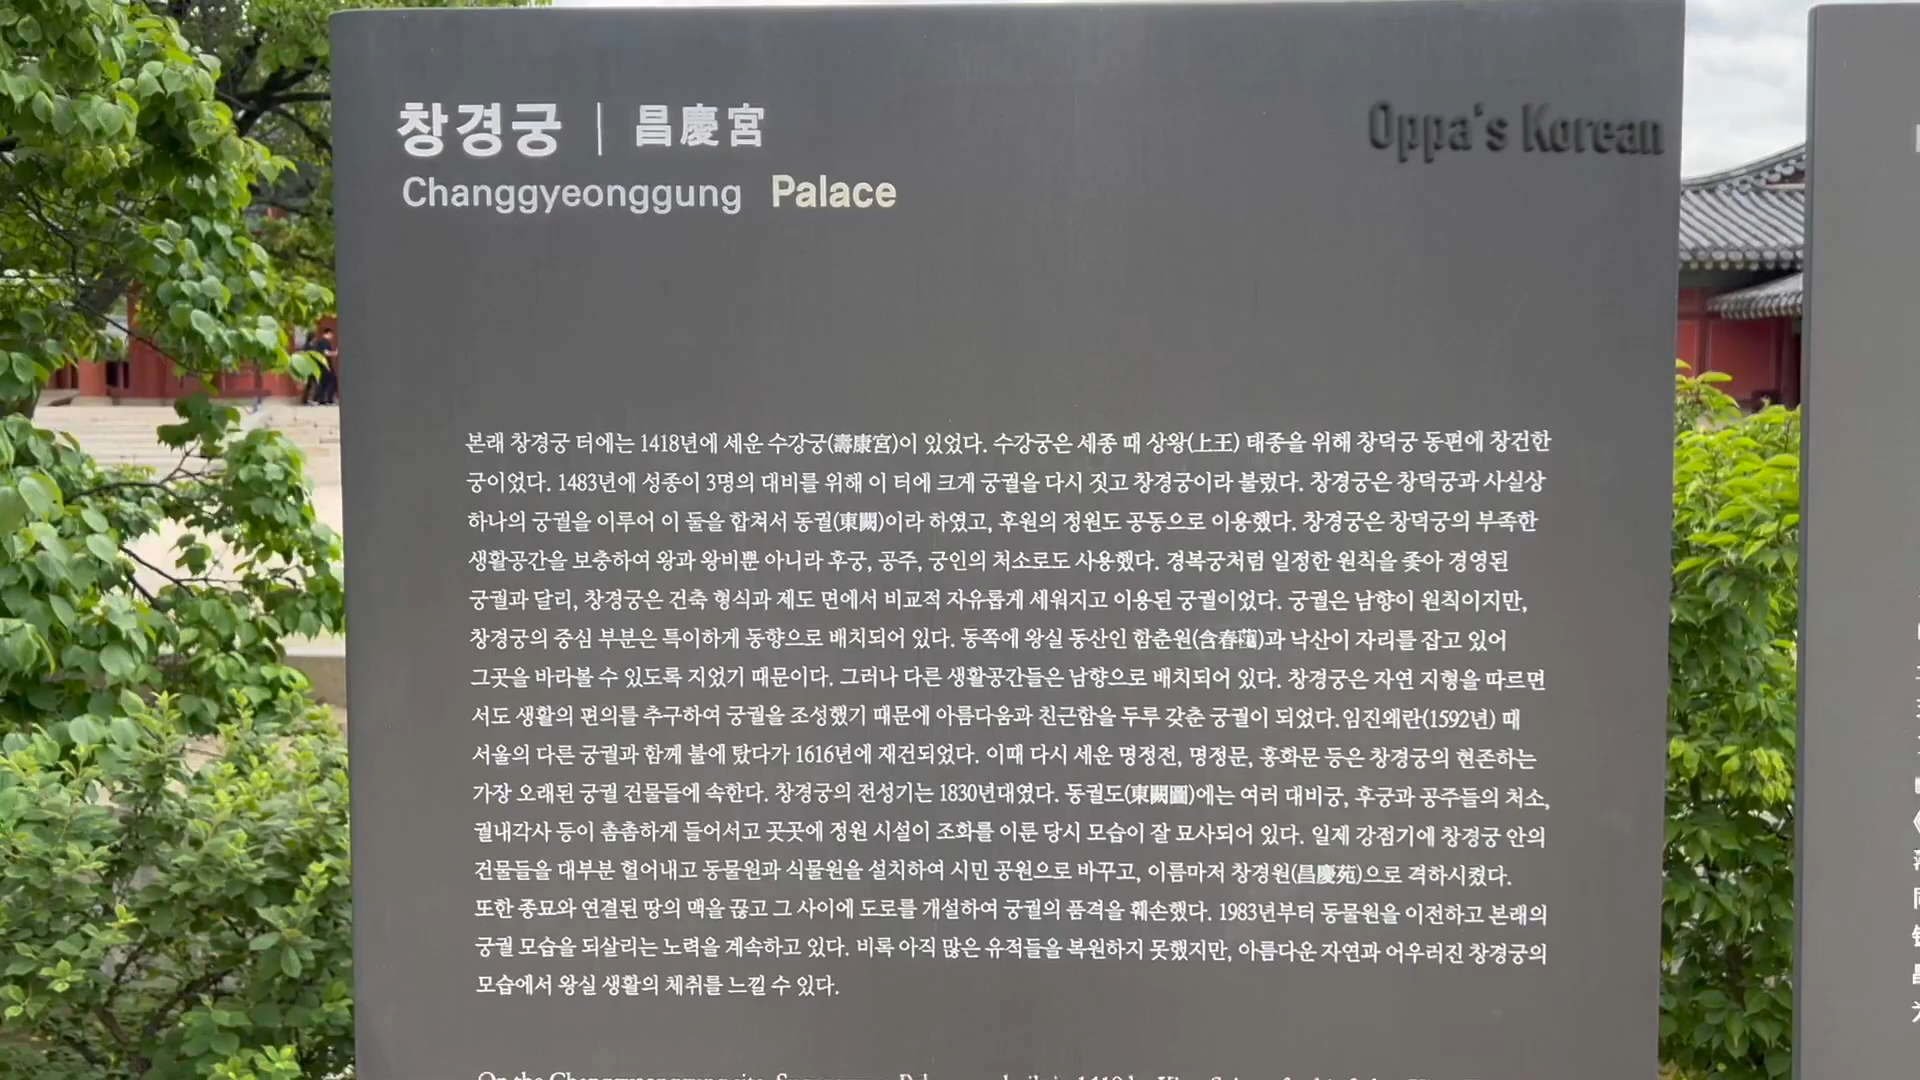 창경궁 | 昌慶宮
Oppa's Korean
Changgyeonggung Palace
본래 창경궁 터에는 1418년에 세운 수강궁(壽康宮)이 있었다. 수강궁은 세종 때 상왕(上王) 태종을 위해 창덕궁 동편에 창건한
궁이었다. 1483년에 성종이 3명의 대비를 위해 이 터에 크게 궁궐을 다시 짓고 창경궁이라 불렀다. 창경궁은 창덕궁과 사실상
하나의 궁궐을 이루어 이 둘을 합쳐서 동궐(東闕)이라 하였고, 후원의 정원도 공동으로 이용했다. 창경궁은 창덕궁의 부족한
생활공간을 보충하여 왕과 왕비뿐 아니라 후궁, 공주, 궁인의 처소로도 사용했다. 경복궁처럼 일정한 원칙을 좇아 경영된
궁궐과 달리, 창경궁은 건축 형식과 제도 면에서 비교적 자유롭게 세워지고 이용된 궁궐이었다. 궁궐은 남향이 원칙이지만,
창경궁의 중심 부분은 특이하게 동향으로 배치되어 있다. 동쪽에 왕실 동산인 함춘원(含春苑)과 낙산이 자리를 잡고 있어
그곳을 바라볼 수 있도록 지었기 때문이다. 그러나 다른 생활공간들은 남향으로 배치되어 있다. 창경궁은 자연 지형을 따르면
서도 생활의 편의를 추구하여 궁궐을 조성했기 때문에 아름다움과 친근함을 두루 갖춘 궁궐이 되었다. 임진왜란(1592년) 때
서울의 다른 궁궐과 함께 불에 탔다가 1616년에 재건되었다. 이때 다시 세운 명정전, 명정문, 홍화문 등은 창경궁의 현존하는
가장 오래된 궁궐 건물들에 속한다. 창경궁의 전성기는 1830년대였다. 동궐도(東闕圖)에는 여러 대비궁, 후궁과 공주들의 처소,
궐내각사 등이 촘촘하게 들어서고 곳곳에 정원 시설이 조화를 이룬 당시 모습이 잘 묘사되어 있다. 일제 강점기에 창경궁 안의
건물들을 대부분 헐어내고 동물원과 식물원을 설치하여 시민 공원으로 바꾸고, 이름마저 창경원(昌慶苑)으로 격하시켰다.
또한 종묘와 연결된 땅의 맥을 끊고 그 사이에 도로를 개설하여 궁궐의 품격을 훼손했다. 1983년부터 동물원을 이전하고 본래의
궁궐 모습을 되살리는 노력을 계속하고 있다. 비록 아직 많은 유적들을 복원하지 못했지만, 아름다운 자연과 어우러진 창경궁의
모습에서 왕실 생활의 체취를 느낄 수 있다.